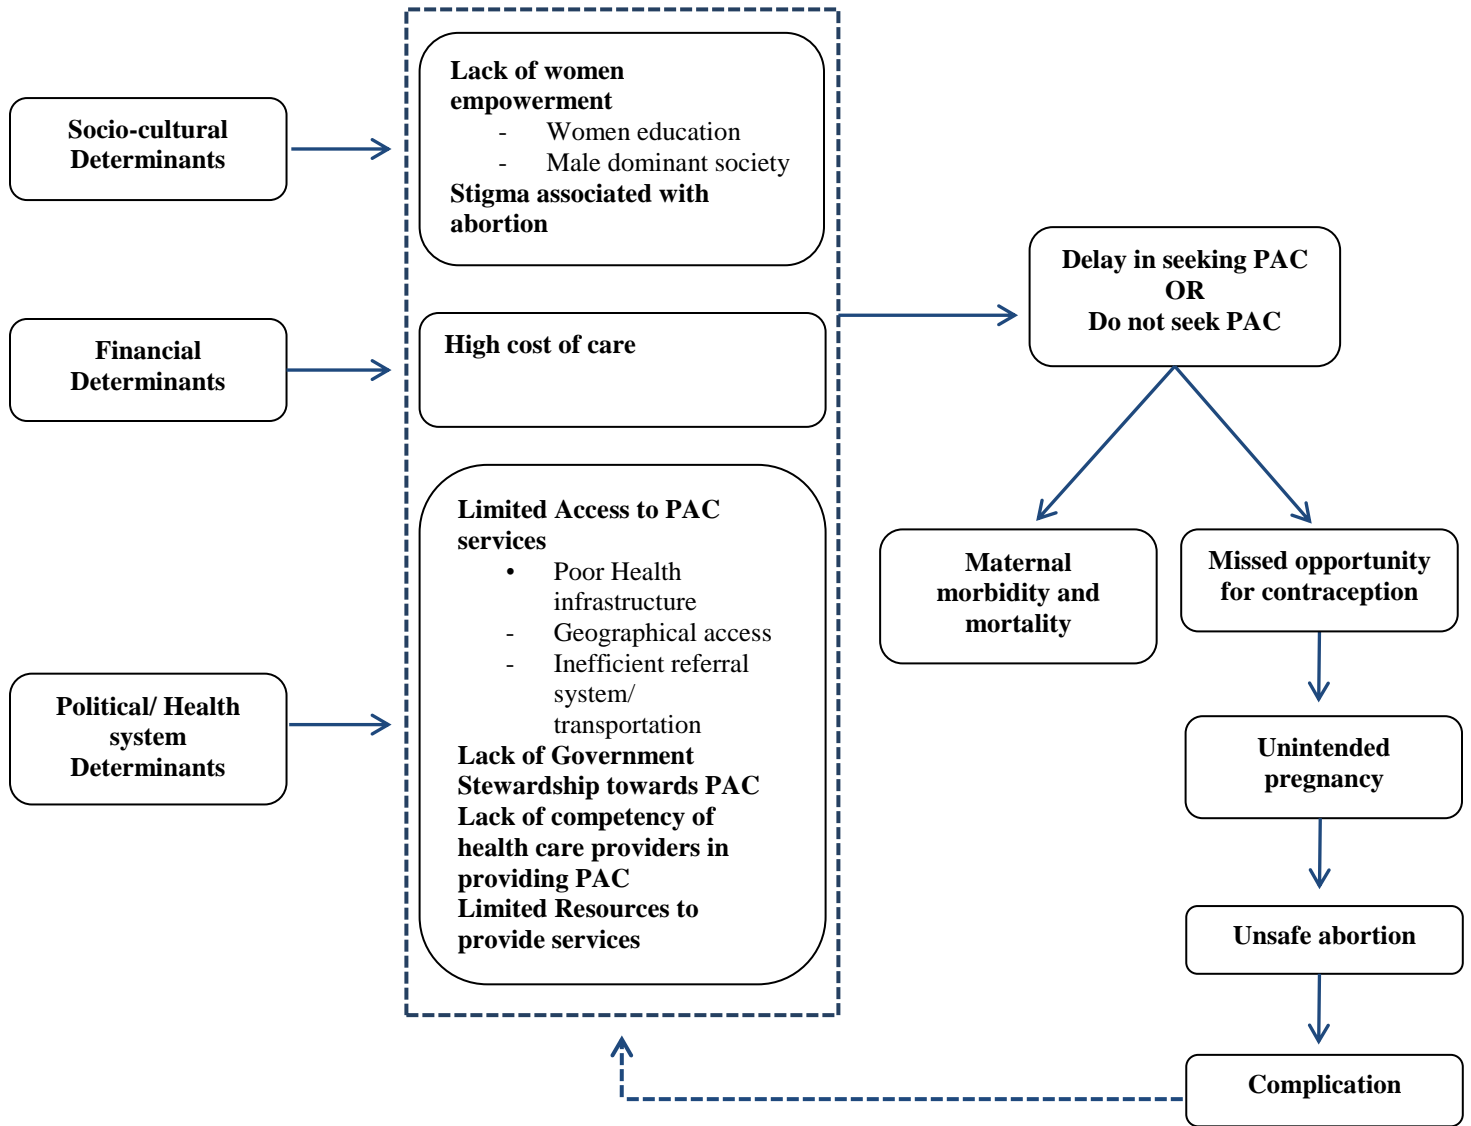 Socio-cultural
Determinants
Lack of women
empowerment
- Women education
- Male dominant society
Stigma associated with
abortion
Financial
Determinants
High cost of care
Political/ Health
system
Determinants
Limited Access to PAC
services
• Poor Health
infrastructure
- Geographical access
- Inefficient referral
system/
transportation
Lack of Government
Stewardship towards PAC
Lack of competency of
health care providers in
providing PAC
Limited Resources to
provide services
Delay in seeking PAC
OR
Do not seek PAC
Maternal
morbidity and
mortality
Missed opportunity
for contraception
Unintended
pregnancy
Unsafe abortion
Complication